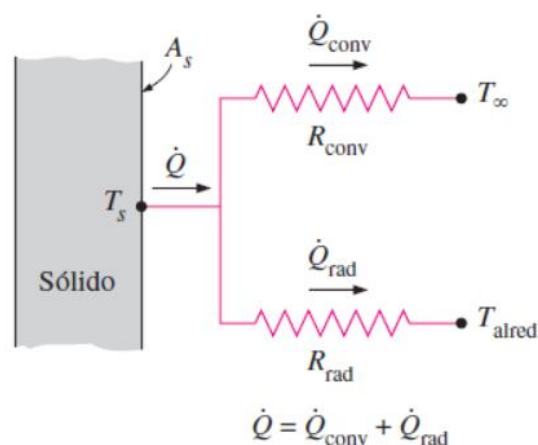 A_s
Q̇_conv
T_∞
R_conv
Q̇
T_s
Sólido
Q̇_rad
T_alred
R_rad
Q̇ = Q̇_conv + Q̇_rad